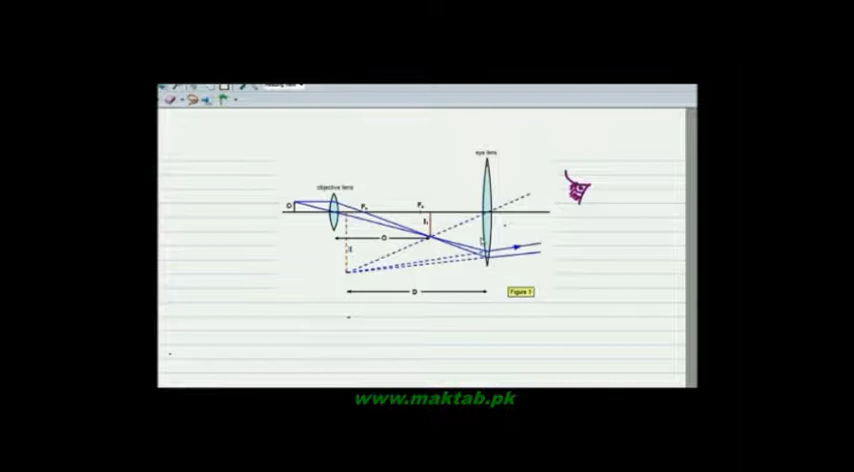 eye lens
objective lens
O
Fo
Fe
I1
O
D
Figure 1
www.maktab.pk